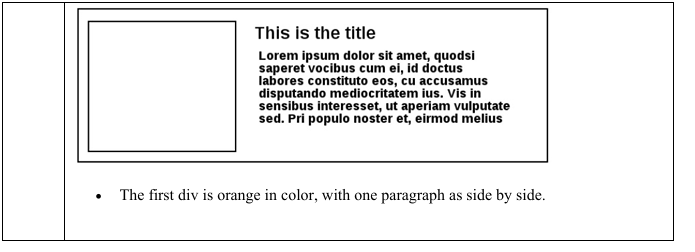 This is the title
Lorem ipsum dolor sit amet, quodsi
saperet vocibus cum ei, id doctus
labores constituto eos, cu accusamus
disputando mediocritatem ius. Vis in
sensibus interesset, ut aperiam vulputate
sed. Pri populo noster et, eirmod melius
• The first div is orange in color, with one paragraph as side by side.